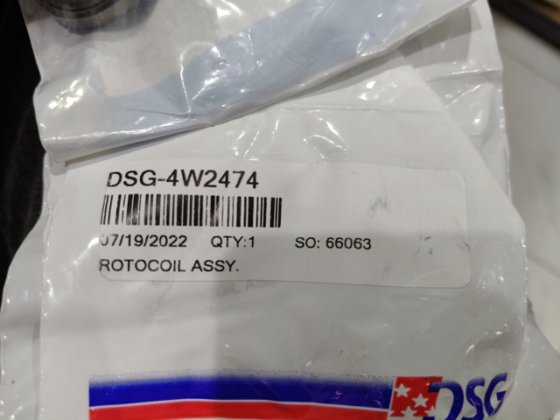 DSG-4W2474
07/19/2022 QTY:1 SO: 66063
ROTOCOIL ASSY.
DSG